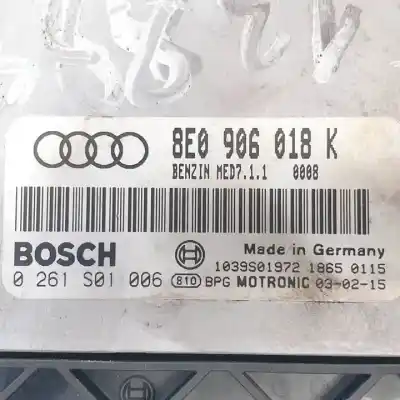 8E0 906 018 K
BENZIN MED7.1.1 0008
BOSCH
Made in Germany
1039S01972 1865 0115
0 261 S01 006 810 BPG MOTRONIC 03-02-15